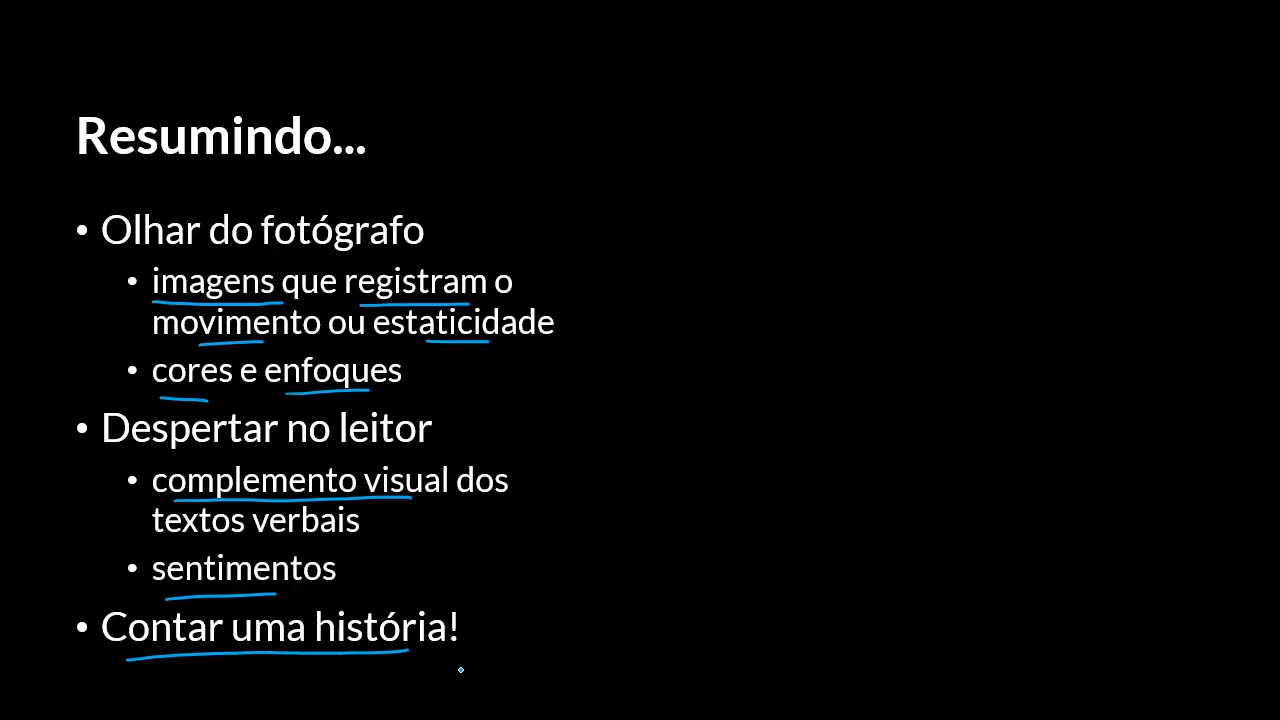 Resumindo...
• Olhar do fotógrafo
• imagens que registram o
movimento ou estaticidade
• cores e enfoques
• Despertar no leitor
• complemento visual dos
textos verbais
• sentimentos
• Contar uma história!